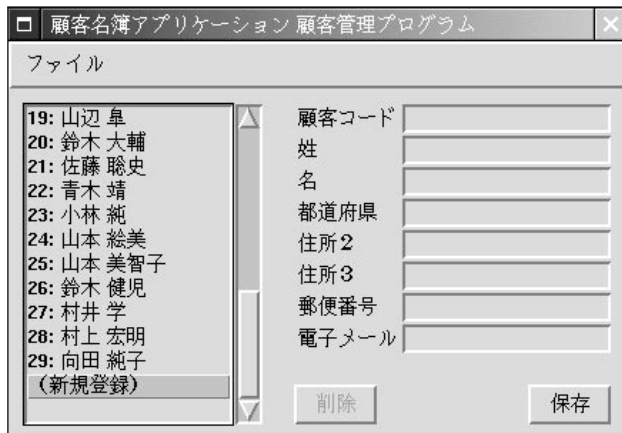 顧客名簿アプリケーション 顧客管理プログラム
ファイル
19: 山辺 皐
20: 鈴木 大輔
21: 佐藤 聡史
22: 青木 靖
23: 小林 純
24: 山本 絵美
25: 山本 美智子
26: 鈴木 健児
27: 村井 学
28: 村上 宏明
29: 向田 純子
(新規登録)
顧客コード
姓
名
都道府県
住所2
住所3
郵便番号
電子メール
削除
保存